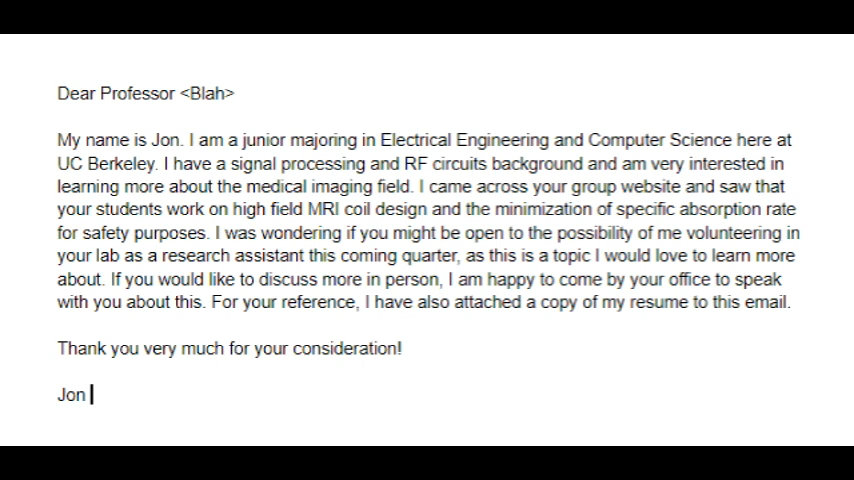 Dear Professor <Blah>
My name is Jon. I am a junior majoring in Electrical Engineering and Computer Science here at
UC Berkeley. I have a signal processing and RF circuits background and am very interested in
learning more about the medical imaging field. I came across your group website and saw that
your students work on high field MRI coil design and the minimization of specific absorption rate
for safety purposes. I was wondering if you might be open to the possibility of me volunteering in
your lab as a research assistant this coming quarter, as this is a topic I would love to learn more
about. If you would like to discuss more in person, I am happy to come by your office to speak
with you about this. For your reference, I have also attached a copy of my resume to this email.
Thank you very much for your consideration!
Jon